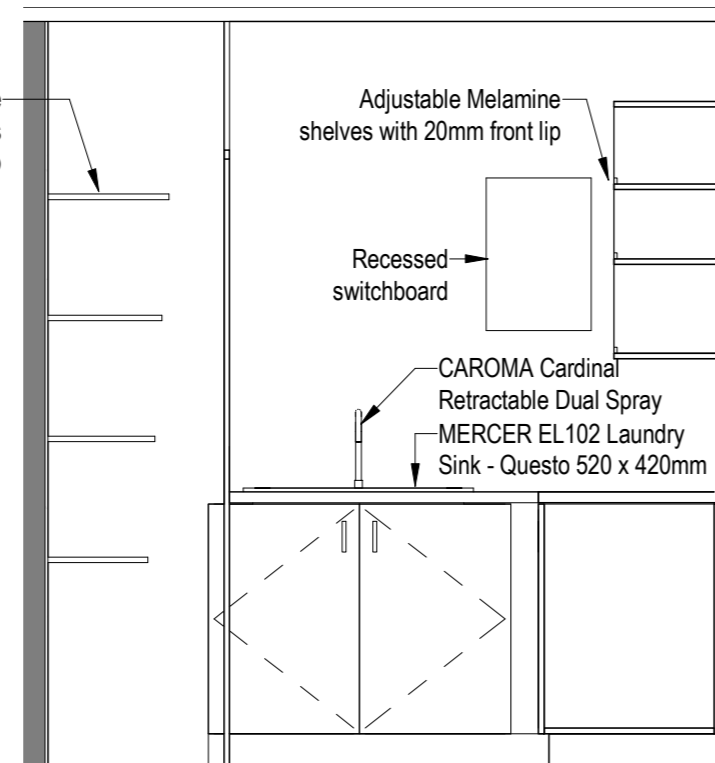 Adjustable Melamine
shelves with 20mm front lip
Recessed
switchboard
CAROMA Cardinal
Retractable Dual Spray
MERCER EL102 Laundry
Sink - Questo 520 x 420mm